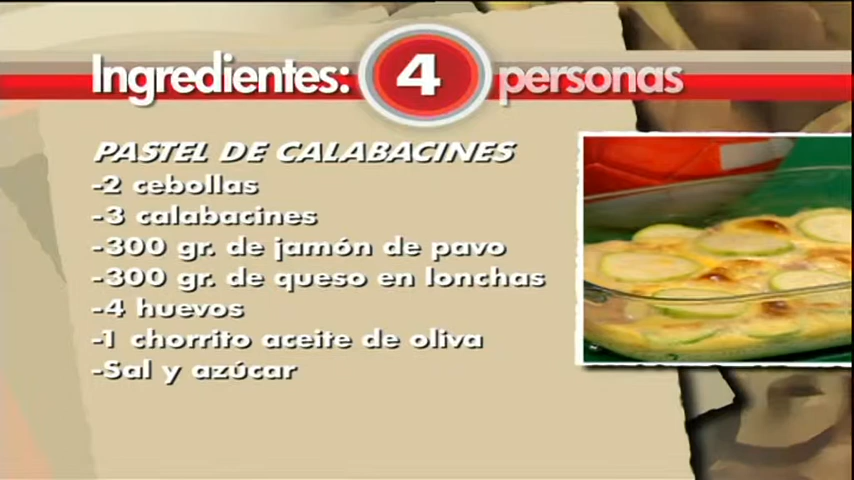 Ingredientes: 4 personas
PASTEL DE CALABACINES
-2 cebollas
-3 calabacines
-300 gr. de jamón de pavo
-300 gr. de queso en lonchas
-4 huevos
-1 chorrito aceite de oliva
-Sal y azúcar